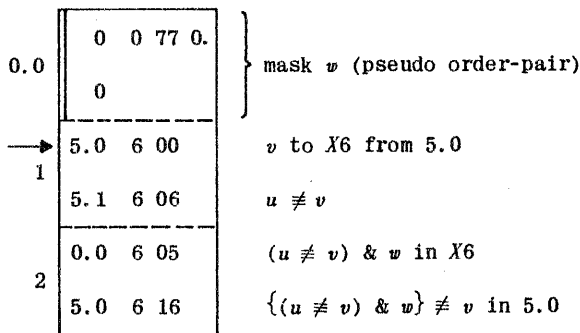 0 0 77 0.
0.0 mask w (pseudo order-pair)
0
5.0 6 00 v to X6 from 5.0
1
5.1 6 06 u ≢ v
0.0 6 05 (u ≢ v) & w in X6
2
5.0 6 16 {(u ≢ v) & w} ≢ v in 5.0